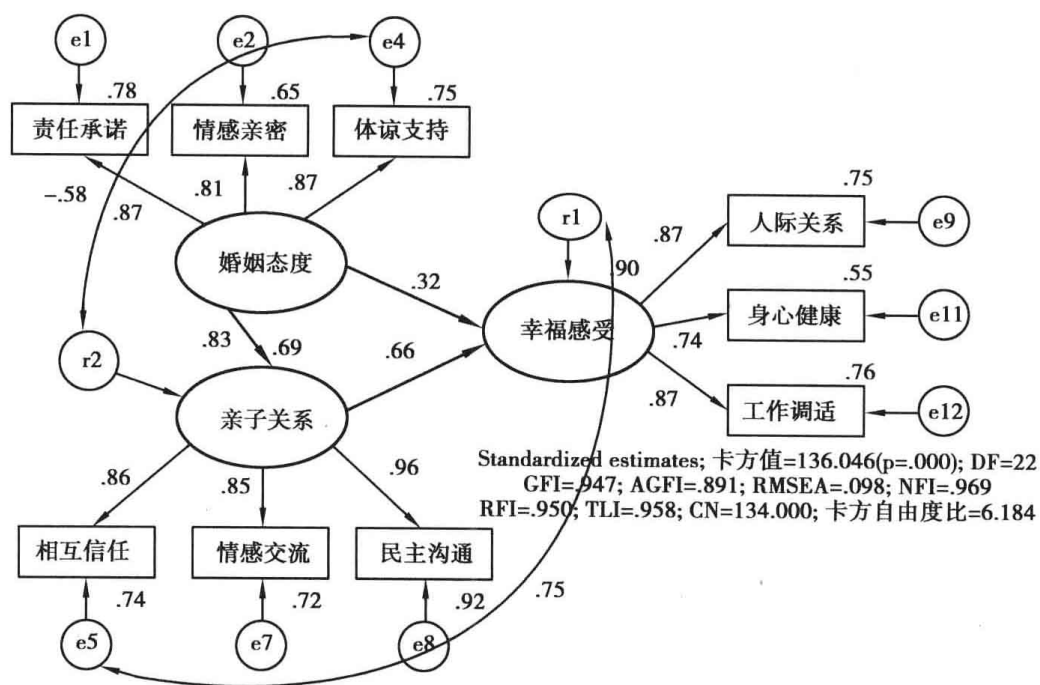 e1
e2
e4
.78
.65
.75
责任承诺
情感亲密
体谅支持
-.58
.87
.81
.87
婚姻态度
r1
.75
人际关系
e9
.87
.90
.32
.55
身心健康
e11
幸福感受
.74
r2
.83
.69
.66
.87
.76
工作调适
e12
亲子关系
.86
.85
.96
Standardized estimates; 卡方值=136.046(p=.000); DF=22
GFI=.947; AGFI=.891; RMSEA=.098; NFI=.969
RFI=.950; TLI=.958; CN=134.000; 卡方自由度比=6.184
相互信任
情感交流
民主沟通
.74
.72
.92
.75
e5
e7
e8